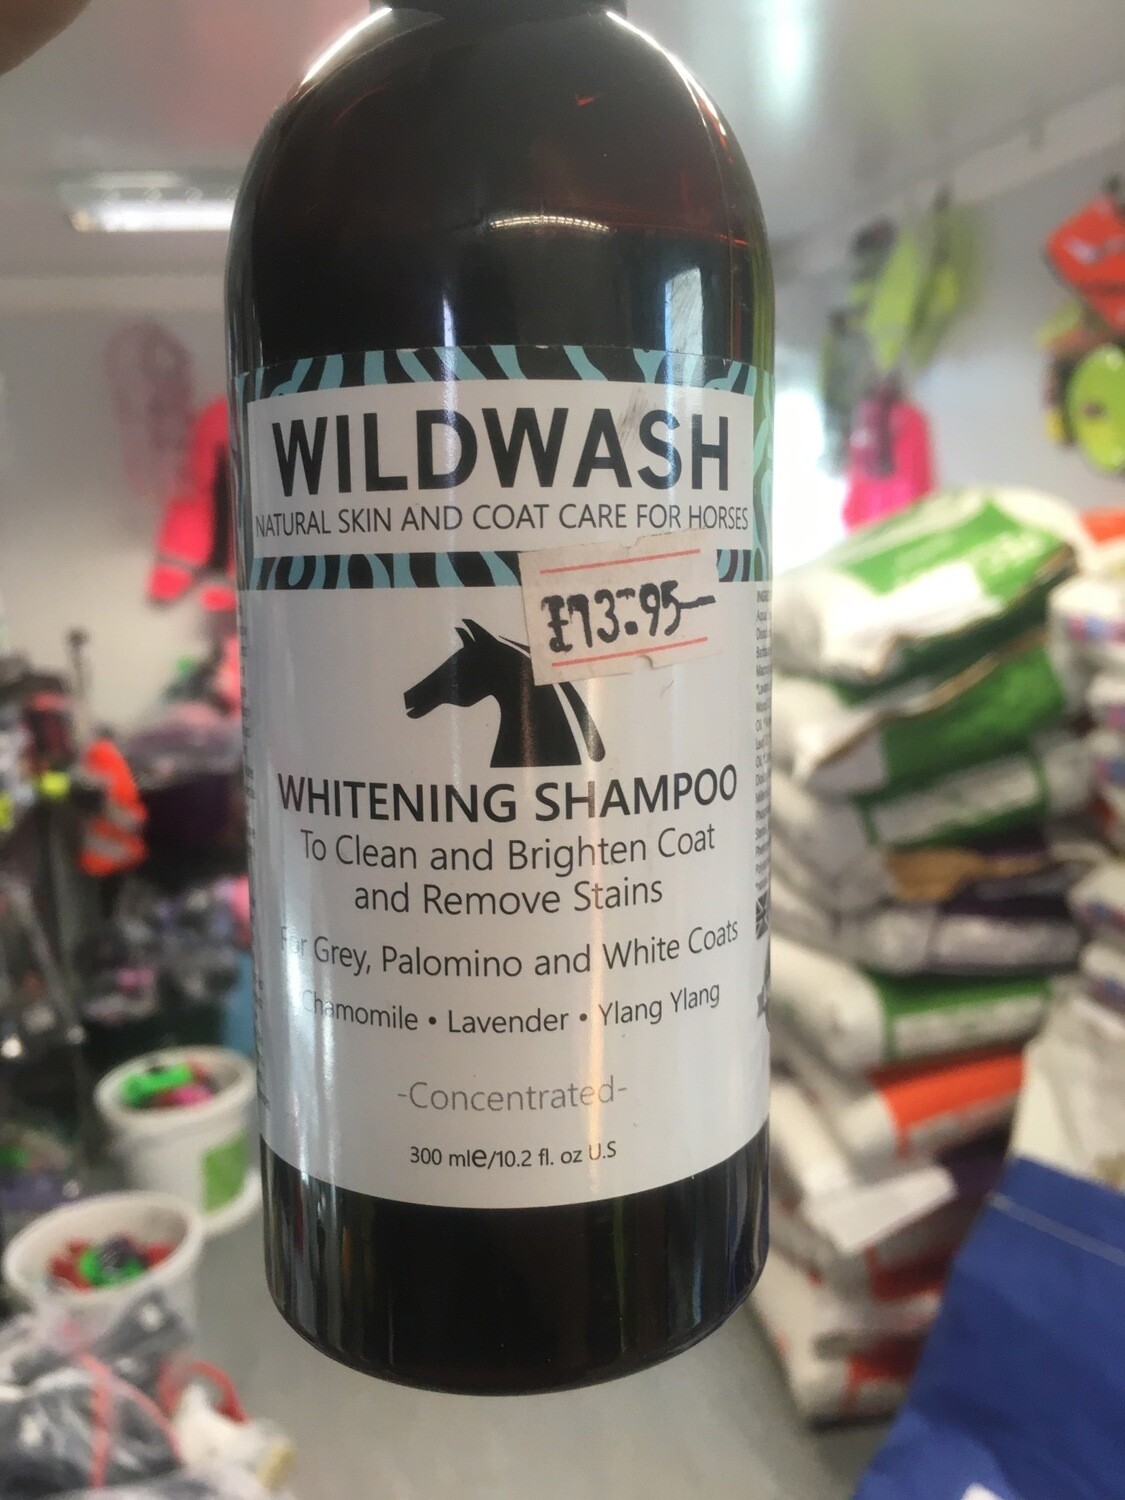 WILDWASH
NATURAL SKIN AND COAT CARE FOR HORSES
£13:95
WHITENING SHAMPOO
To Clean and Brighten Coat
and Remove Stains
For Grey, Palomino and White Coats
Chamomile • Lavender • Ylang Ylang
-Concentrated-
300 mle/10.2 fl. oz U.S